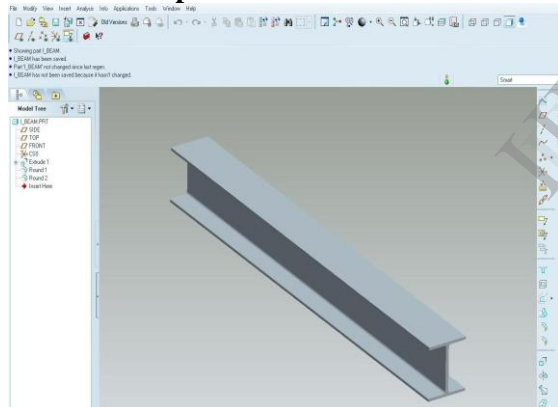 File Modify View Insert Analysis Info Applications Tools Window Help
Old Versions
• Showing part I_BEAM.
• I_BEAM has been saved.
• Part 'I_BEAM' not changed since last regen.
• I_BEAM has not been saved because it hasn't changed.
Smart
Model Tree
I_BEAM.PRT
SIDE
TOP
FRONT
CS0
Extrude 1
Round 1
Round 2
Insert Here